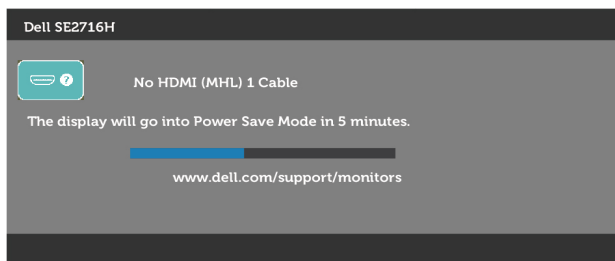 Dell SE2716H
?
No HDMI (MHL) 1 Cable
The display will go into Power Save Mode in 5 minutes.
www.dell.com/support/monitors